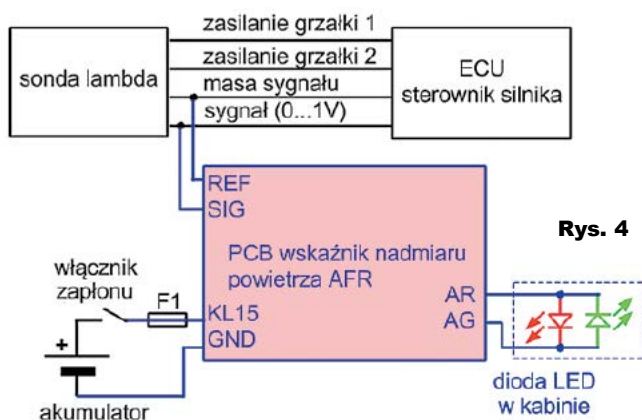 zasilanie grzałki 1
zasilanie grzałki 2
masa sygnału
sygnał (0...1V)
sonda lambda
ECU
sterownik silnika
REF
SIG
PCB wskaźnik nadmiaru
powietrza AFR
Rys. 4
włącznik
zapłonu
F1
KL15
GND
AR
AG
+
akumulator
dioda LED
w kabinie